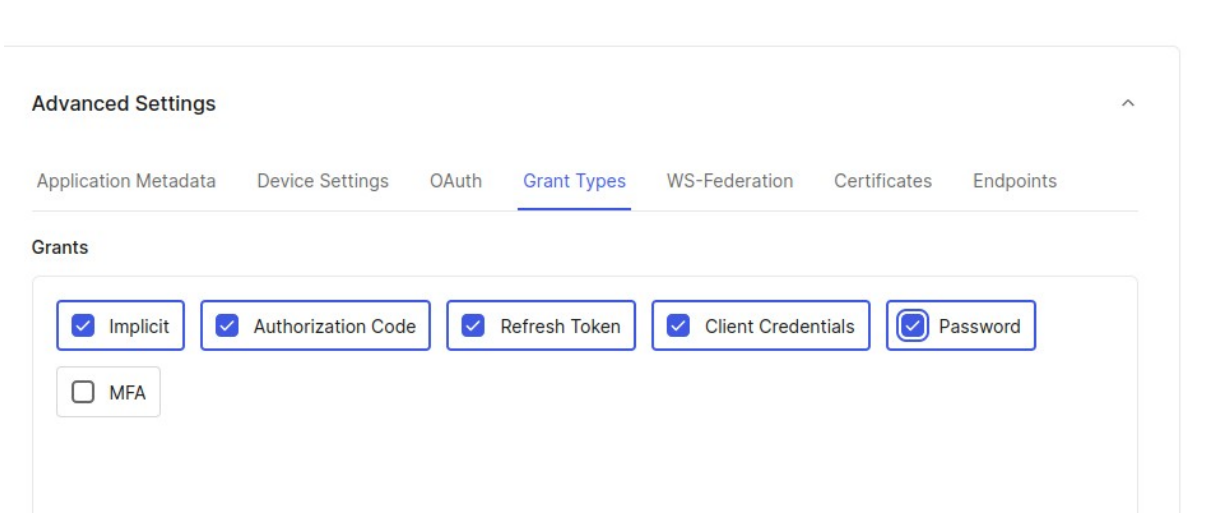 Advanced Settings
Application Metadata Device Settings OAuth Grant Types WS-Federation Certificates Endpoints
Grants
Implicit Authorization Code Refresh Token Client Credentials Password
MFA